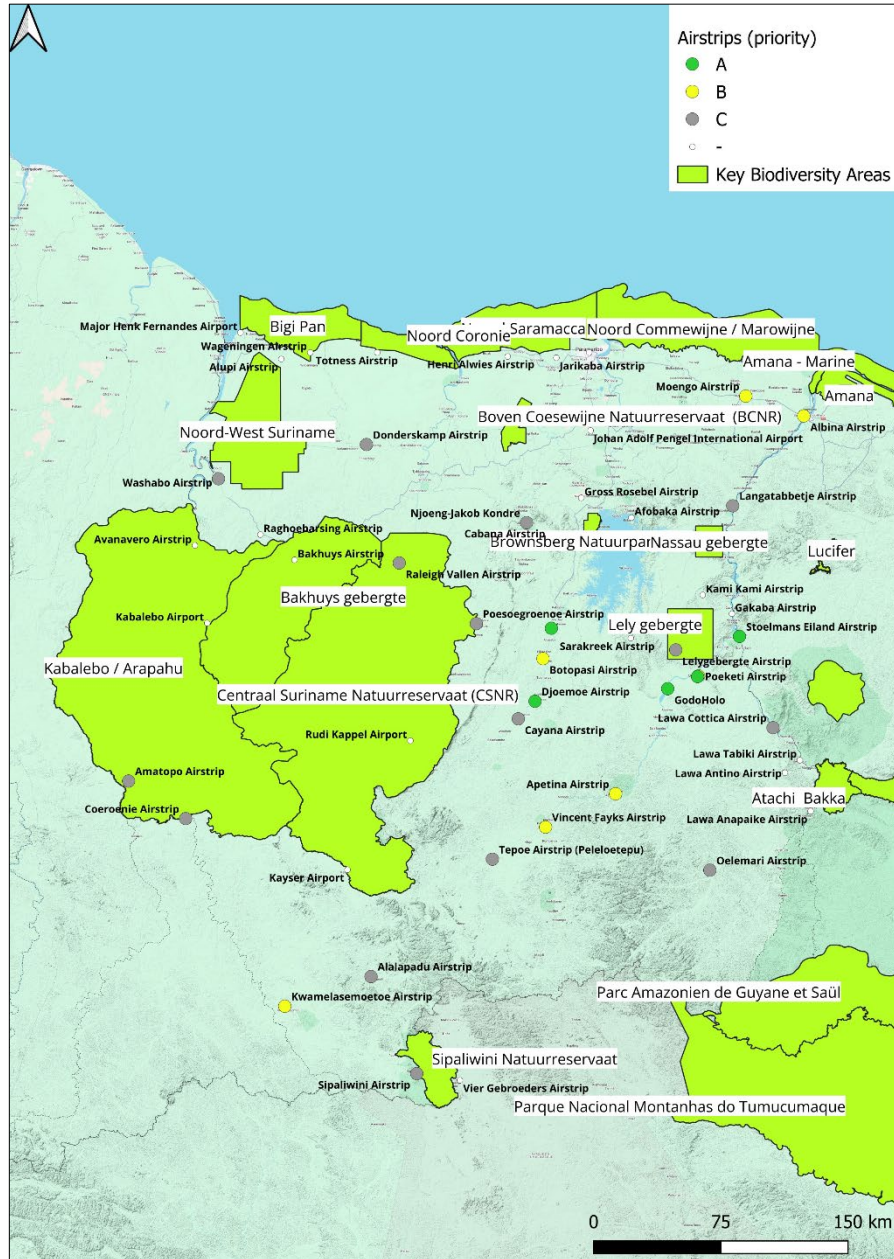 Airstrips (priority)
A
B
C
-
Key Biodiversity Areas
Major Henk Fernandes Airport
Bigi Pan
Wageningen Airstrip
Alupi Airstrip
Totness Airstrip
Noord Coronie
Saramacca
Noord Commewijne / Marowijne
Henri Alwies Airstrip
Jarikaba Airstrip
Amana - Marine
Moengo Airstrip
Amana
Boven Coesewijne Natuurreservaat (BCNR)
Albina Airstrip
Noord-West Suriname
Donderskamp Airstrip
Johan Adolf Pengel International Airport
Washabo Airstrip
Gross Rosebel Airstrip
Langatabbetje Airstrip
Njoeng-Jakob Kondre
Afobaka Airstrip
Cabana Airstrip
Raghoebarsing Airstrip
Avanavero Airstrip
Brownsberg Natuurpar
Nassau gebergte
Lucifer
Bakhuys Airstrip
Raleigh Vallen Airstrip
Bakhuys gebergte
Kami Kami Airstrip
Gakaba Airstrip
Kabalebo Airport
Poesoegroenoe Airstrip
Lely gebergte
Stoelmans Eiland Airstrip
Sarakreek Airstrip
Kabalebo / Arapahu
Botopasi Airstrip
Lelygebergte Airstrip
Poeketi Airstrip
Centraal Suriname Natuurreservaat (CSNR)
Djoemoe Airstrip
GodoHolo
Cayana Airstrip
Lawa Cottica Airstrip
Rudi Kappel Airport
Lawa Tabiki Airstrip
Amatopo Airstrip
Lawa Antino Airstrip
Apetina Airstrip
Atachi Bakka
Coeroenie Airstrip
Vincent Fayks Airstrip
Lawa Anapaike Airstrip
Tepoe Airstrip (Peleloetepu)
Oelemari Airstrip
Kayser Airport
Alalapadu Airstrip
Kwamelasemoetoe Airstrip
Parc Amazonien de Guyane et Saül
Sipaliwini Natuurreservaat
Sipaliwini Airstrip
Vier Gebroeders Airstrip
Parque Nacional Montanhas do Tumucumaque
0 75 150 km